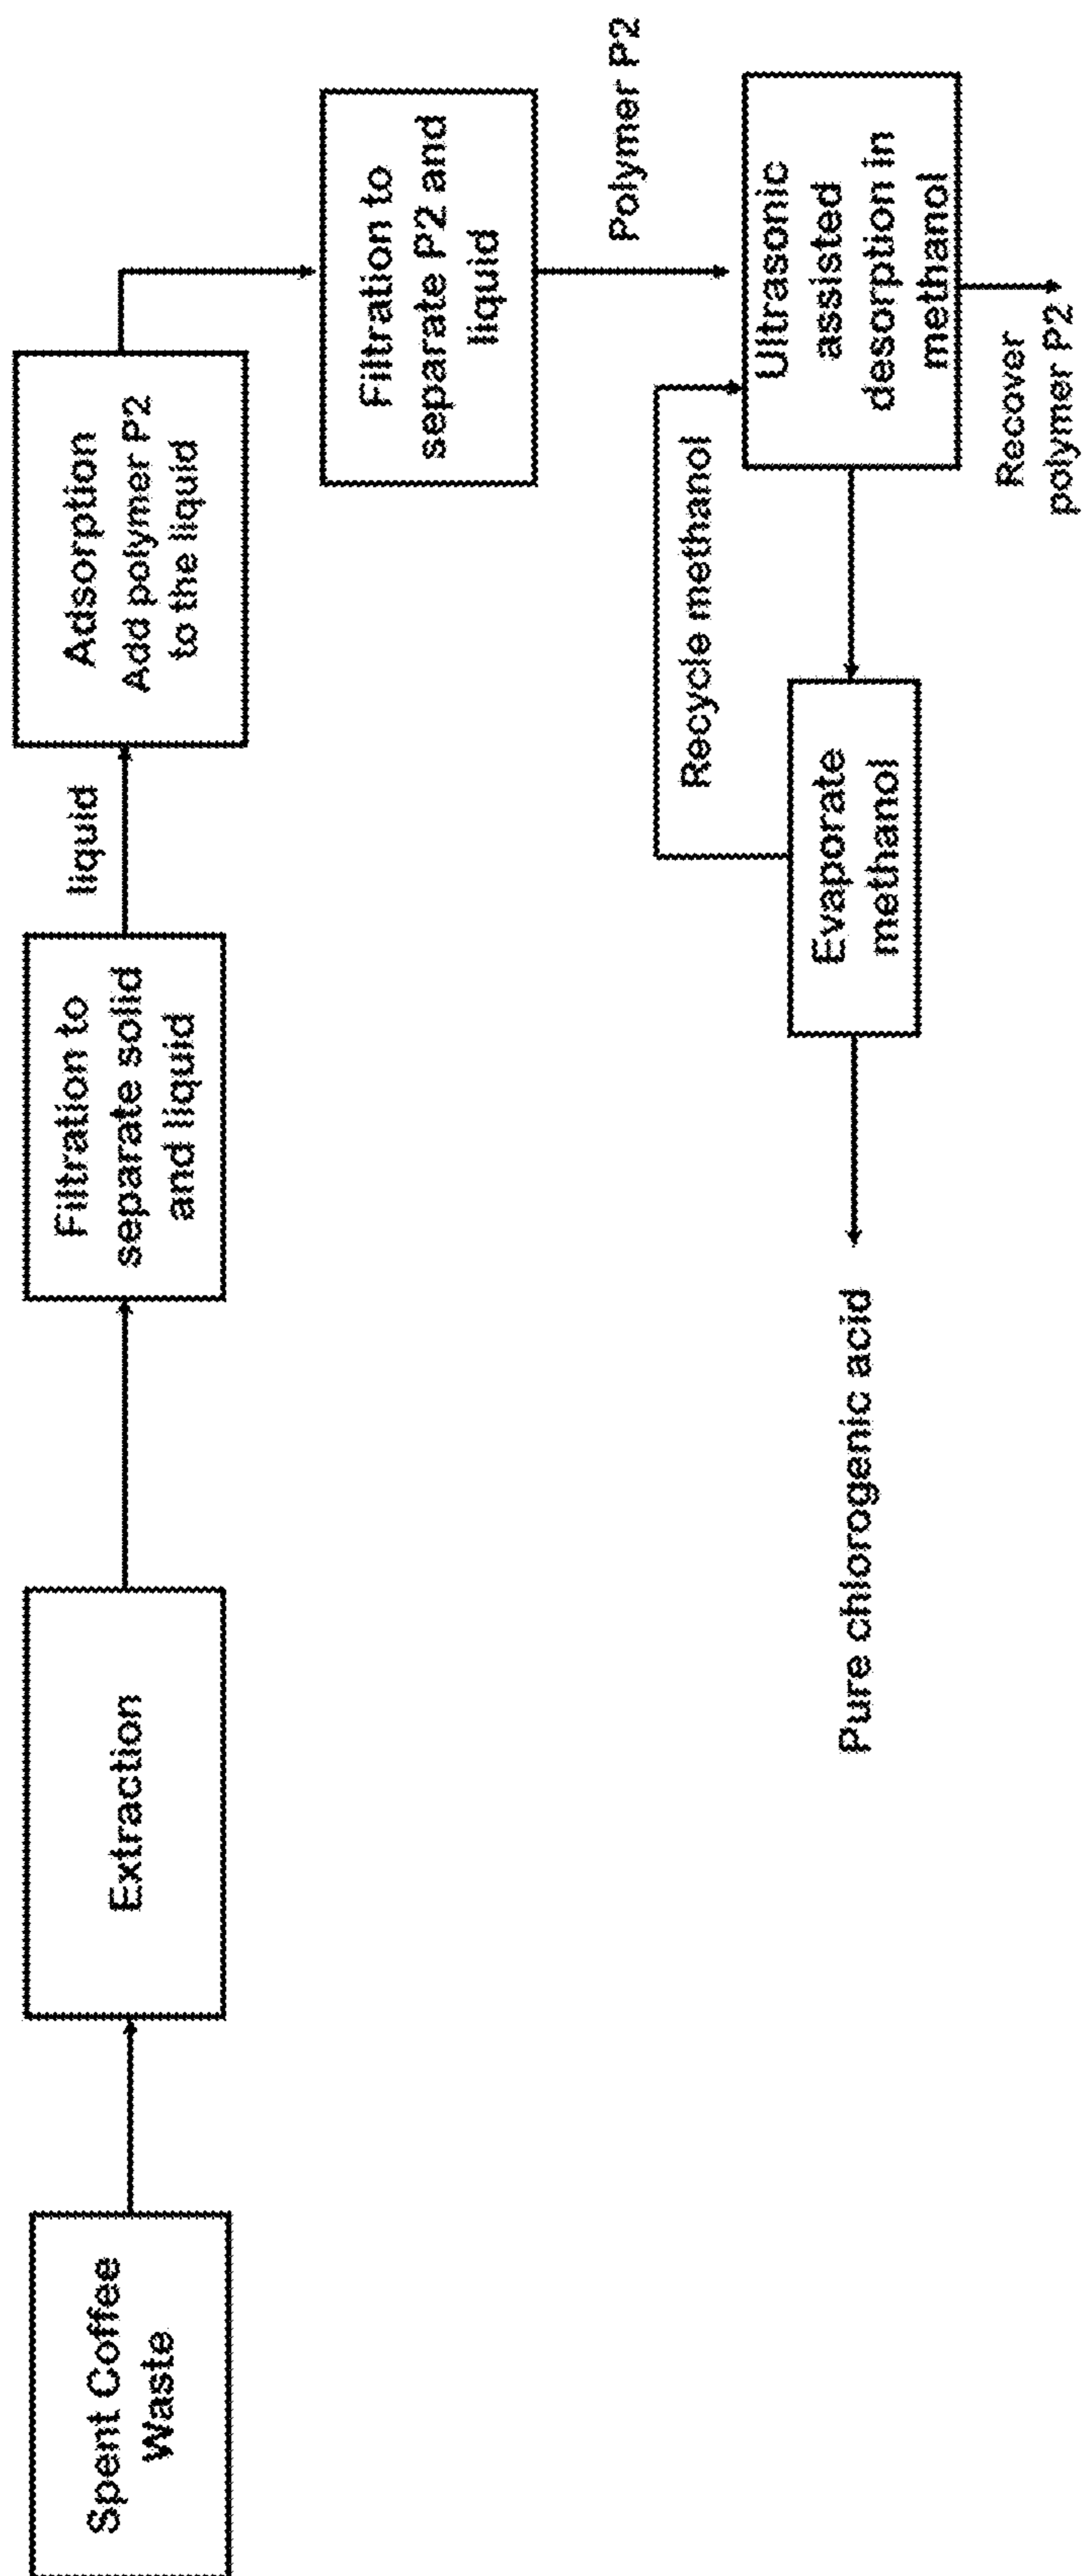 Spent Coffee
Waste
Extraction
Filtration to
separate solid
and liquid
liquid
Adsorption
Add polymer P2
to the liquid
Filtration to
separate P2 and
liquid
Polymer P2
Ultrasonic
assisted
desorption in
methanol
Recover
polymer P2
Recycle methanol
Evaporate
methanol
Pure chlorogenic acid